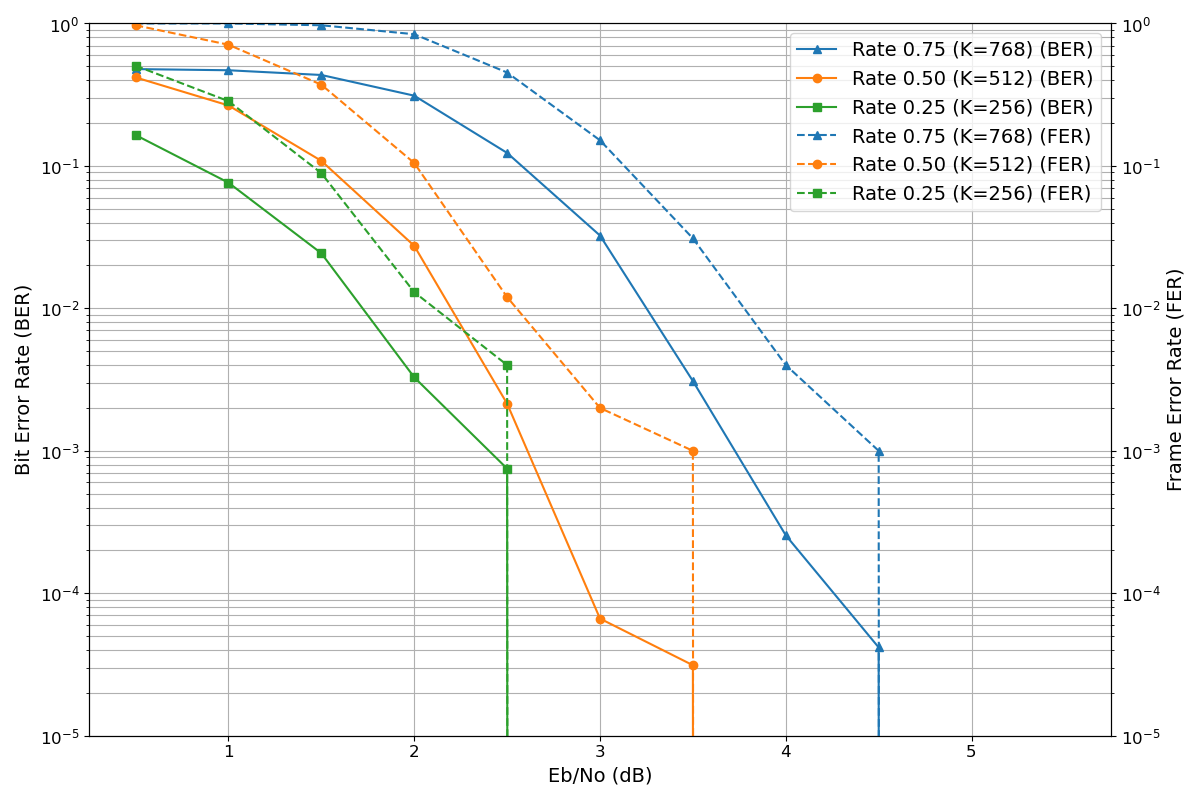 Rate 0.75 (K=768) (BER)
Rate 0.50 (K=512) (BER)
Rate 0.25 (K=256) (BER)
Rate 0.75 (K=768) (FER)
Rate 0.50 (K=512) (FER)
Rate 0.25 (K=256) (FER)
Bit Error Rate (BER)
10⁰
10⁻¹
10⁻²
10⁻³
10⁻⁴
10⁻⁵
Frame Error Rate (FER)
10⁰
10⁻¹
10⁻²
10⁻³
10⁻⁴
10⁻⁵
1 2 3 4 5
Eb/No (dB)